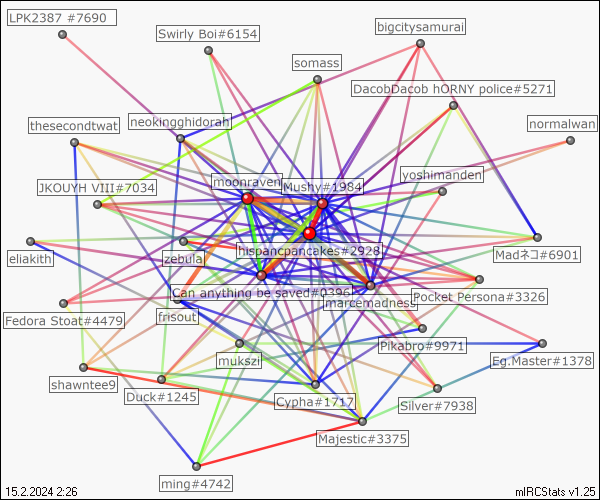 LPK2387 #7690
Swirly Boi#6154
bigcitysamurai
somass
DacobDacob hORNY police#5271
thesecondtwat
neokingghidorah
normalwan
moonraven
Mushy#1984
yoshimanden
JKOUYH VIII#7034
eliakith
zebula
hispancpancakes#2928
Madネコ#6901
Can anything be saved#0396
marcemadness
Pocket Persona#3326
Fedora Stoat#4479
frisout
mukszi
Pikabro#9971
Eg.Master#1378
shawntee9
Duck#1245
Cypha#1717
Silver#7938
Majestic#3375
ming#4742
15.2.2024 2:26
mIRCStats v1.25